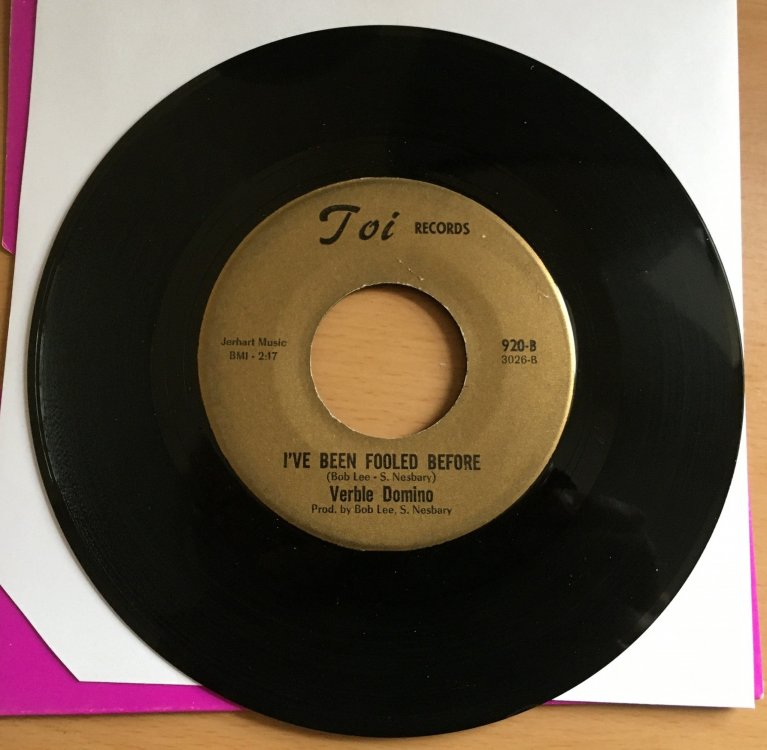 Toi RECORDS
Jerhart Music
BMI - 2:17
920-B
3026-B
I'VE BEEN FOOLED BEFORE
(Bob Lee - S. Nesbary)
Verble Domino
Prod. by Bob Lee, S. Nesbary